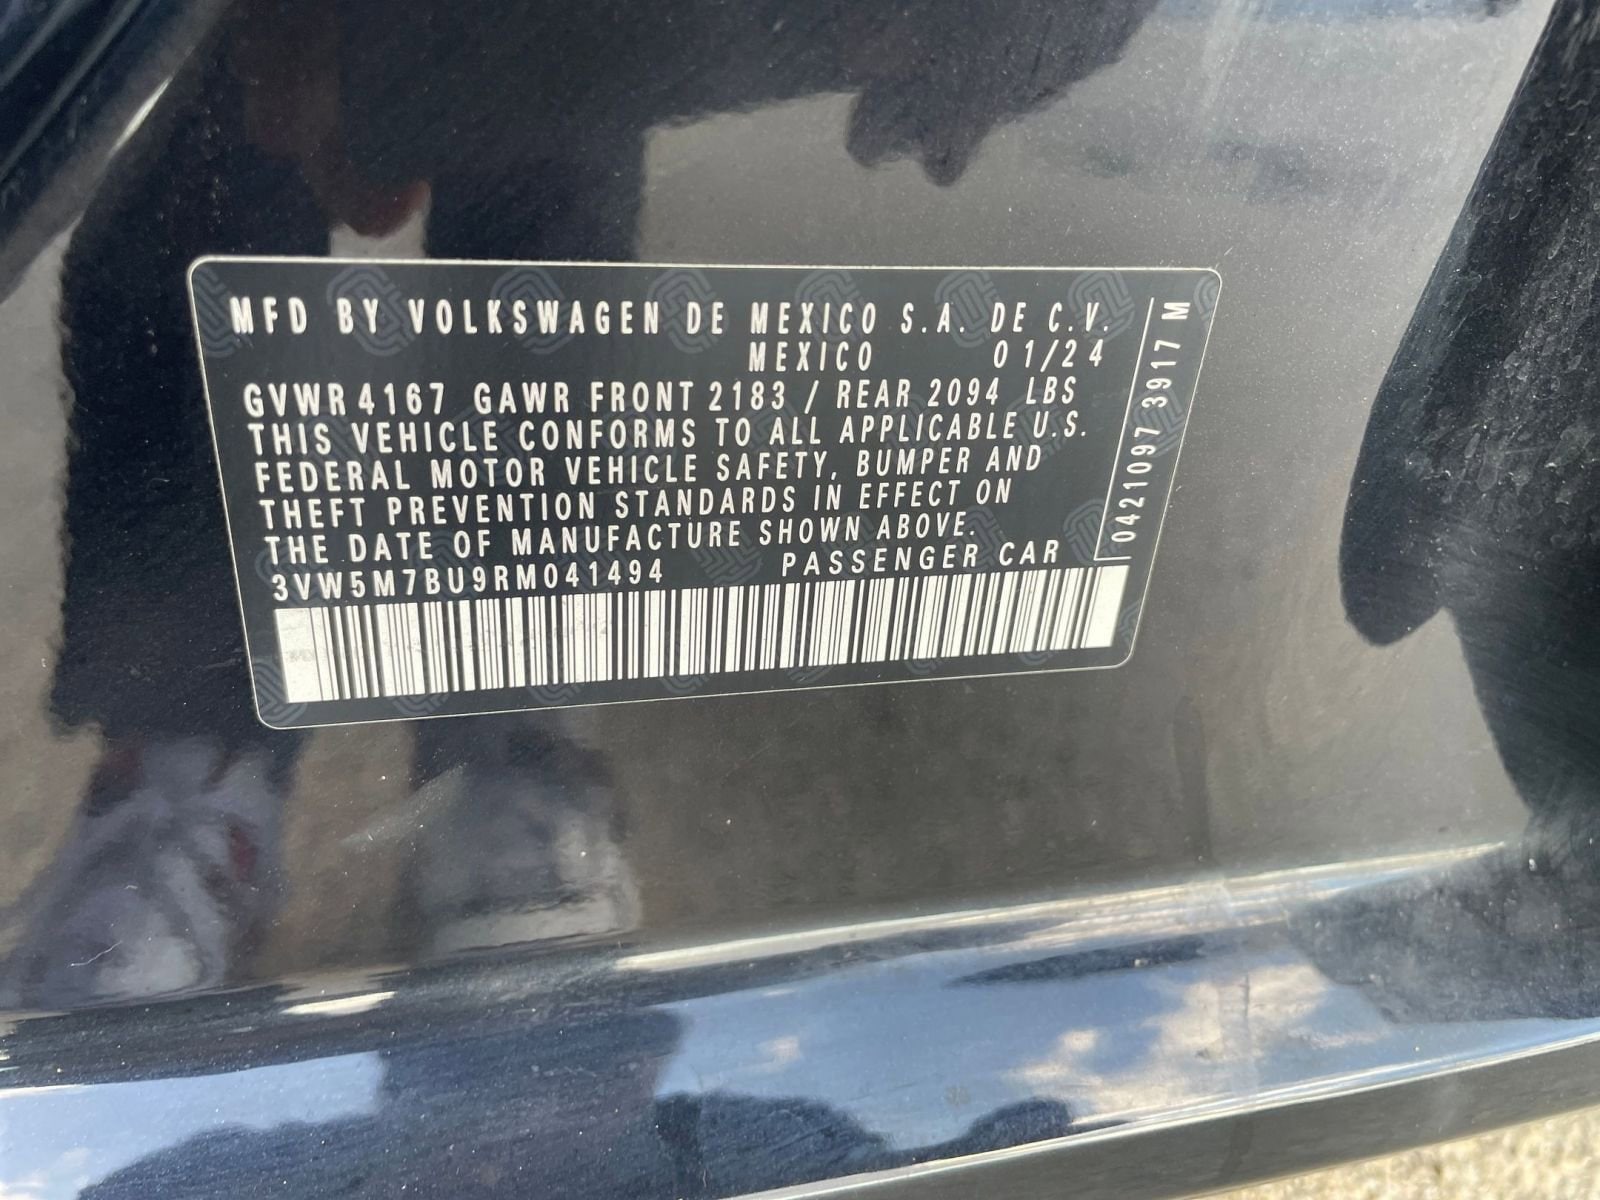 MFD BY VOLKSWAGEN DE MEXICO S.A. DE C.V.
MEXICO 01/24
GVWR 4167 GAWR FRONT 2183 / REAR 2094 LBS
THIS VEHICLE CONFORMS TO ALL APPLICABLE U.S.
FEDERAL MOTOR VEHICLE SAFETY, BUMPER AND
THEFT PREVENTION STANDARDS IN EFFECT ON
THE DATE OF MANUFACTURE SHOWN ABOVE.
3VW5M7BU9RM041494 PASSENGER CAR
0421097 3917 M